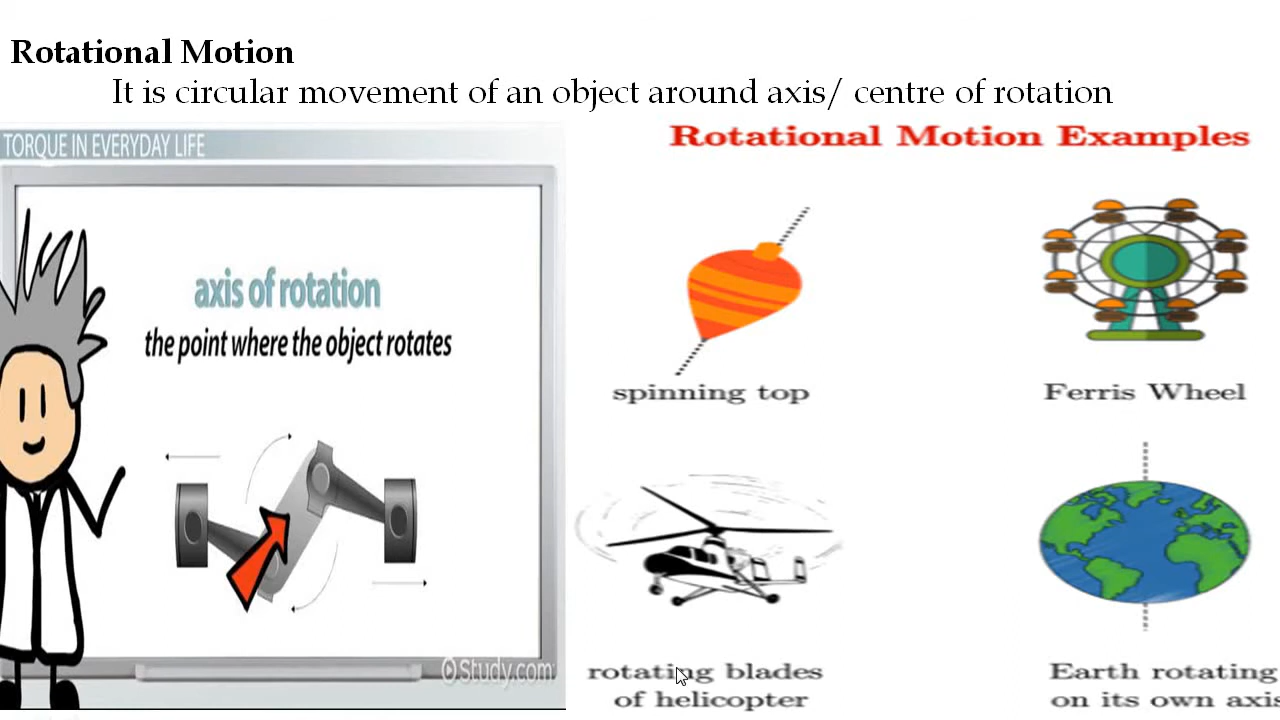 Rotational Motion
It is circular movement of an object around axis/ centre of rotation
TORQUE IN EVERYDAY LIFE
axis of rotation
the point where the object rotates
Study.com
Rotational Motion Examples
spinning top
Ferris Wheel
rotating blades
of helicopter
Earth rotating
on its own axis